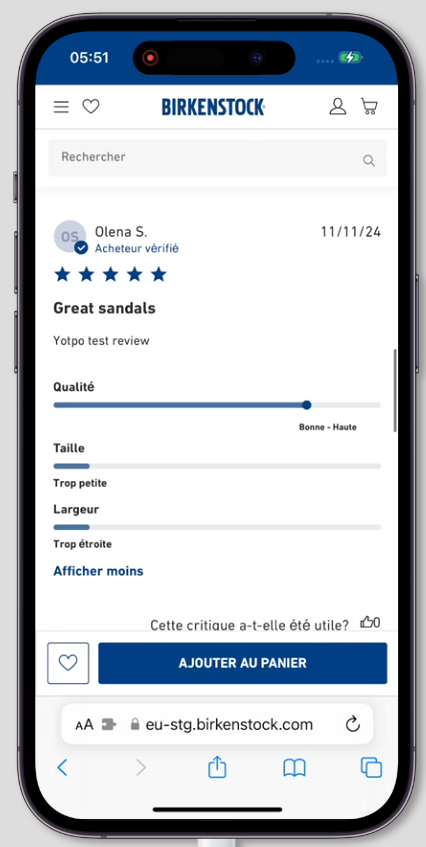 05:51
BIRKENSTOCK
Rechercher
OS
Olena S.
11/11/24
Acheteur vérifié
Great sandals
Yotpo test review
Qualité
Bonne - Haute
Taille
Trop petite
Largeur
Trop étroite
Afficher moins
Cette critique a-t-elle été utile? 0
AJOUTER AU PANIER
AA eu-stg.birkenstock.com